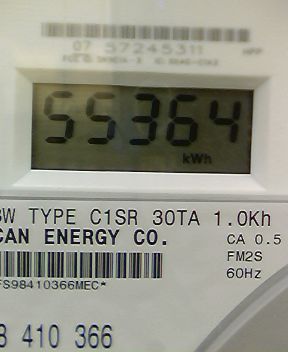 07 57245311
55364
kWh
TYPE C1SR 30TA 1.0Kh
CAN ENERGY CO.
CA 0.5
FM2S
60Hz
FS98410366MEC*
8 410 366